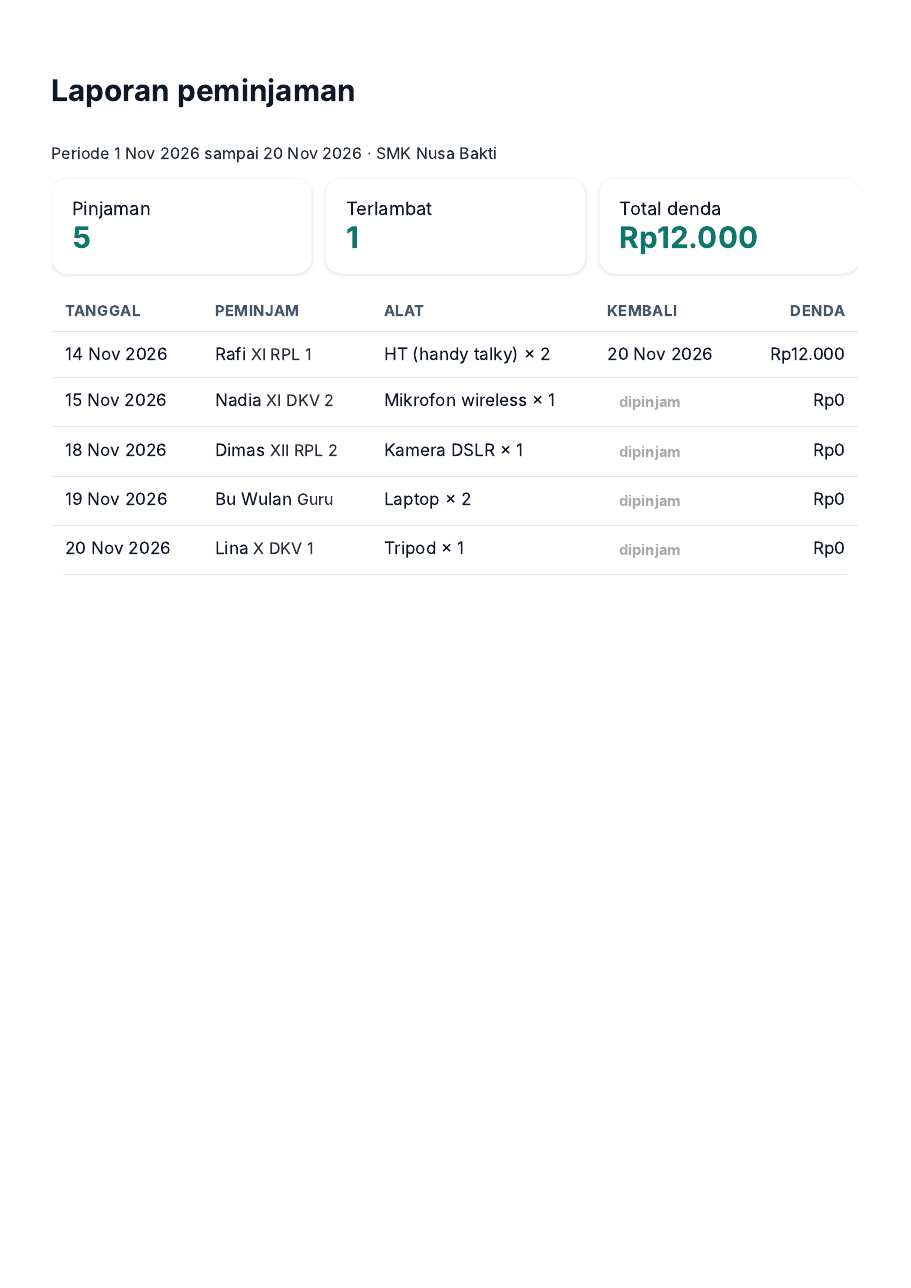 Laporan peminjaman
Periode 1 Nov 2026 sampai 20 Nov 2026 · SMK Nusa Bakti
Pinjaman Terlambat Total denda
5 1 Rp12.000
TANGGAL PEMINJAM ALAT KEMBALI DENDA
14 Nov 2026 Rafi XI RPL 1 HT (handy talky) × 2 20 Nov 2026 Rp12.000
15 Nov 2026 Nadia XI DKV 2 Mikrofon wireless × 1 dipinjam Rp0
18 Nov 2026 Dimas XII RPL 2 Kamera DSLR × 1 dipinjam Rp0
19 Nov 2026 Bu Wulan Guru Laptop × 2 dipinjam Rp0
20 Nov 2026 Lina X DKV 1 Tripod × 1 dipinjam Rp0